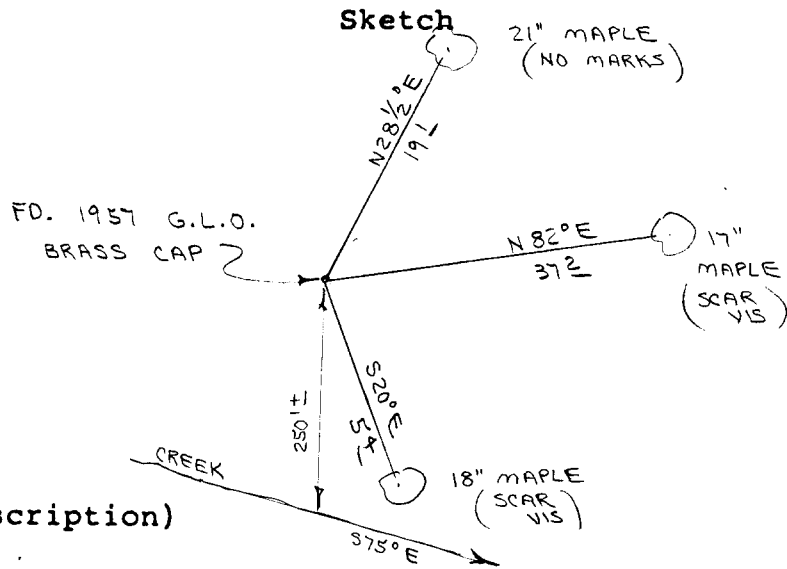 Sketch
21" MAPLE
(NO MARKS)
N28½°E
19 1
FD. 1957 G.L.O.
BRASS CAP
N 82°E
37 2
17"
MAPLE
(SCAR
VIS)
S20°E
5 4
250'±
CREEK
18" MAPLE
(SCAR
VIS)
scription)
S75°E